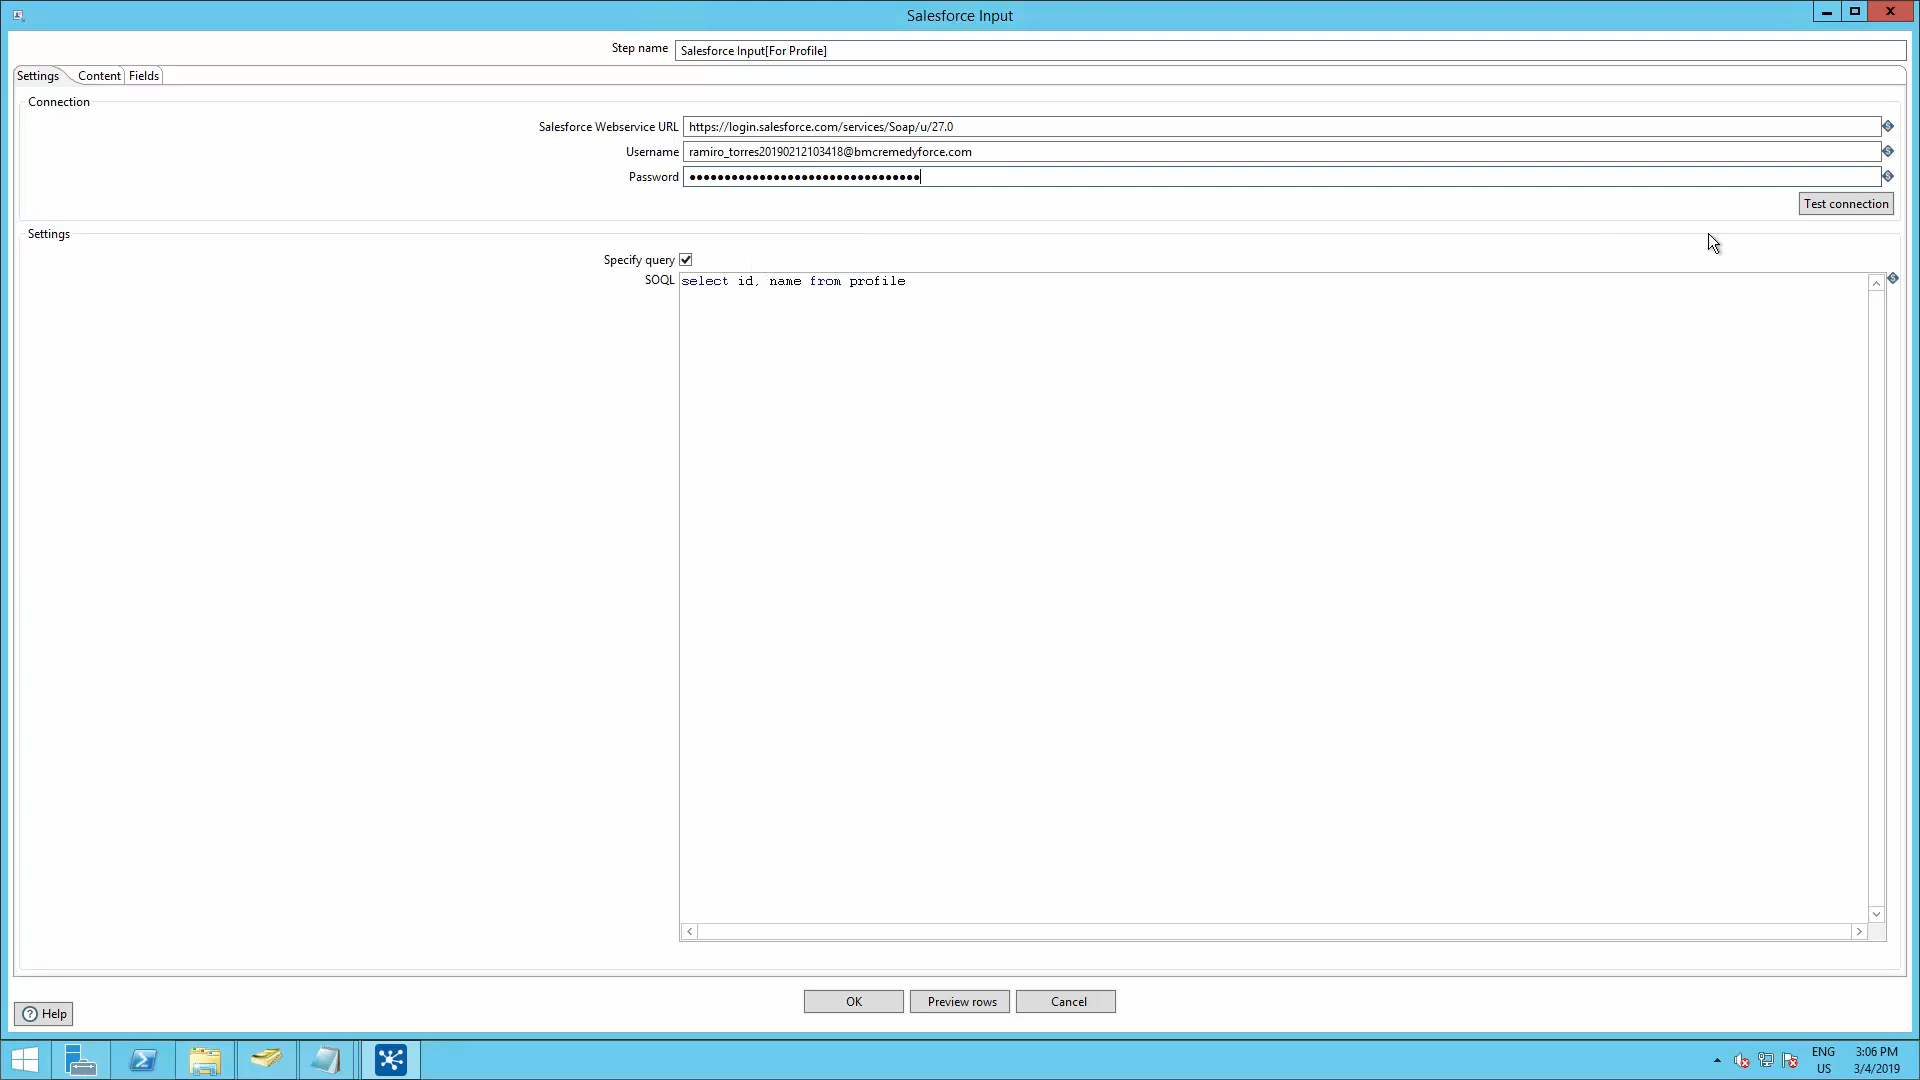 Salesforce Input
Step name Salesforce Input[For Profile]
Settings Content Fields
Connection
Salesforce Webservice URL https://login.salesforce.com/services/Soap/u/27.0
Username ramiro_torres20190212103418@bmcremedyforce.com
Password •••••••••••••••••••••••••••••••••
Test connection
Settings
Specify query
SOQL select id, name from profile
OK Preview rows Cancel
Help
ENG 3:06 PM
US 3/4/2019